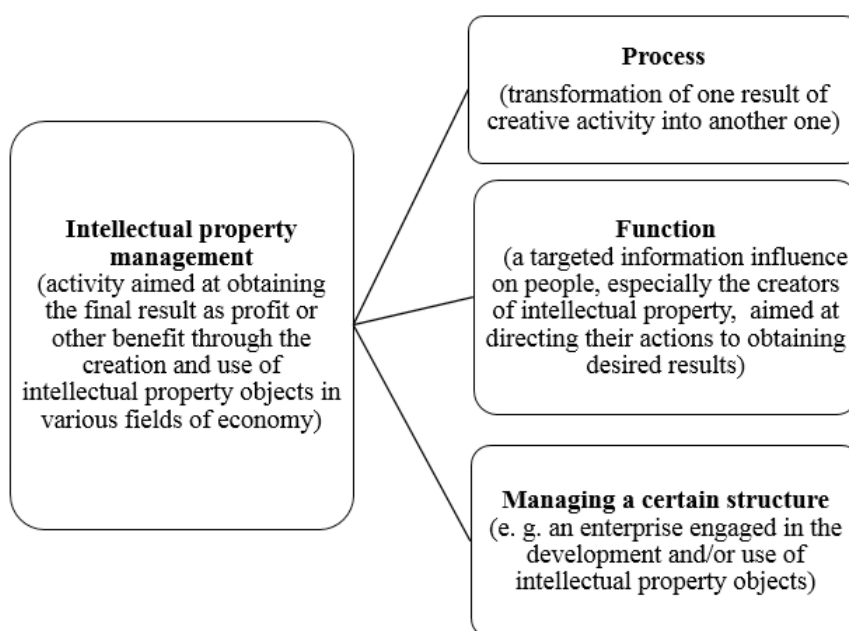 Intellectual property
management
(activity aimed at obtaining
the final result as profit or
other benefit through the
creation and use of
intellectual property objects in
various fields of economy)
Process
(transformation of one result of
creative activity into another one)
Function
(a targeted information influence
on people, especially the creators
of intellectual property, aimed at
directing their actions to obtaining
desired results)
Managing a certain structure
(e. g. an enterprise engaged in the
development and/or use of
intellectual property objects)